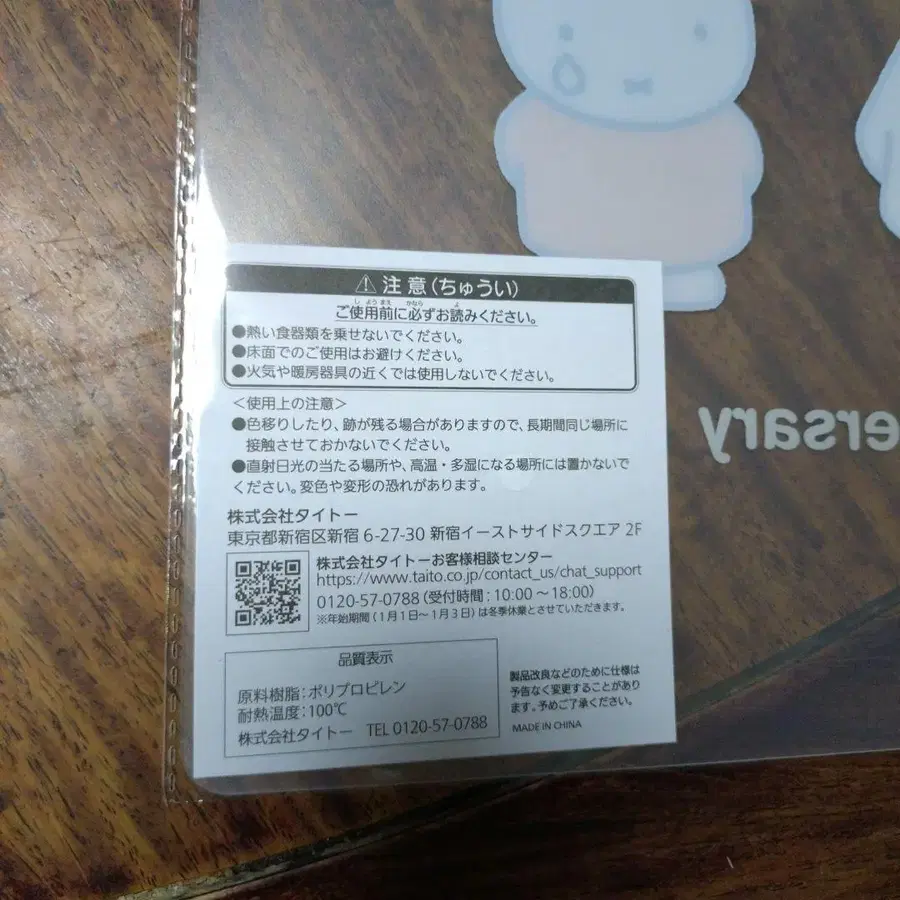 ⚠注意(ちゅうい)
ご使用前に必ずお読みください。
●熱い食器類を乗せないでください。
●床面でのご使用はお避けください。
●火気や暖房器具の近くでは使用しないでください。
<使用上の注意>
●色移りしたり、跡が残る場合がありますので、長期間同じ場所に
接触させておかないでください。
●直射日光の当たる場所や、高温・多湿になる場所には置かないで
ください。変色や変形の恐れがあります。
株式会社タイトー
東京都新宿区新宿 6-27-30 新宿イーストサイドスクエア 2F
株式会社タイトーお客様相談センター
https://www.taito.co.jp/contact_us/chat_support
0120-57-0788(受付時間:10:00~18:00)
※年始期間(1月1日~1月3日)は冬季休業とさせていただきます。
品質表示
原料樹脂:ポリプロピレン
耐熱温度:100℃
株式会社タイトー TEL 0120-57-0788
製品改良などのために仕様は
予告なく変更することがあり
ます。予めご了承ください。
MADE IN CHINA
ersary